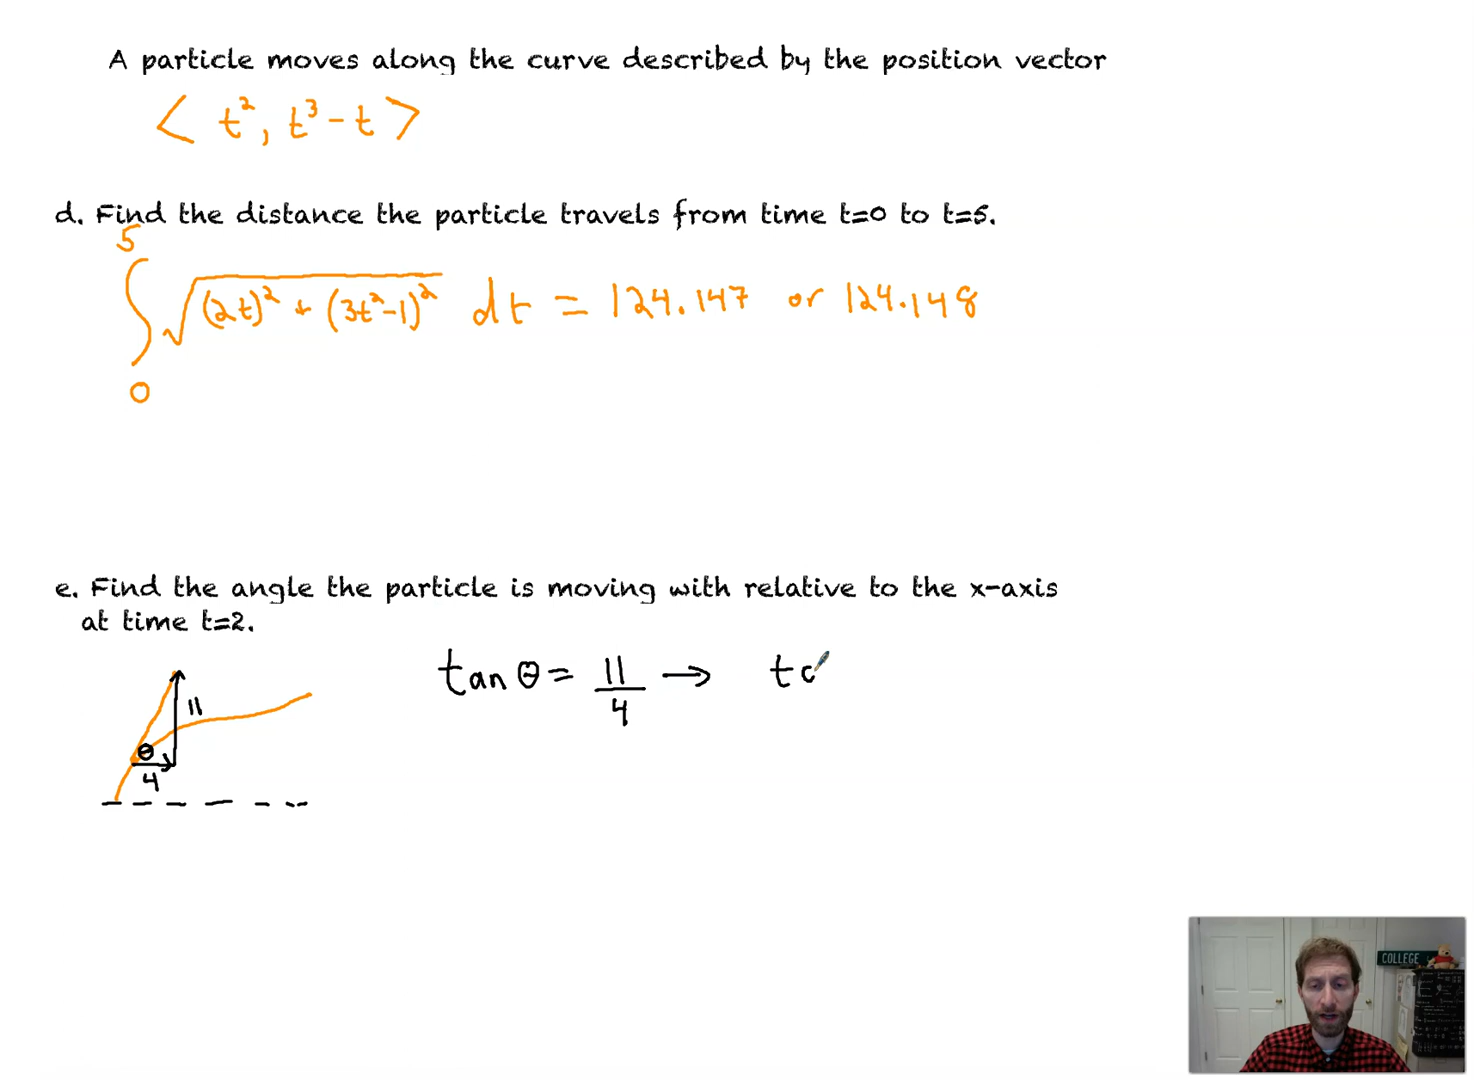 A particle moves along the curve described by the position vector
< t², t³-t >
d. Find the distance the particle travels from time t=0 to t=5.
5
∫ √(2t)² + (3t²-1)² dt = 124.147 or 124.148
0
e. Find the angle the particle is moving with relative to the x-axis
at time t=2.
tan θ = 11/4 → ta
11
θ
4
COLLEGE